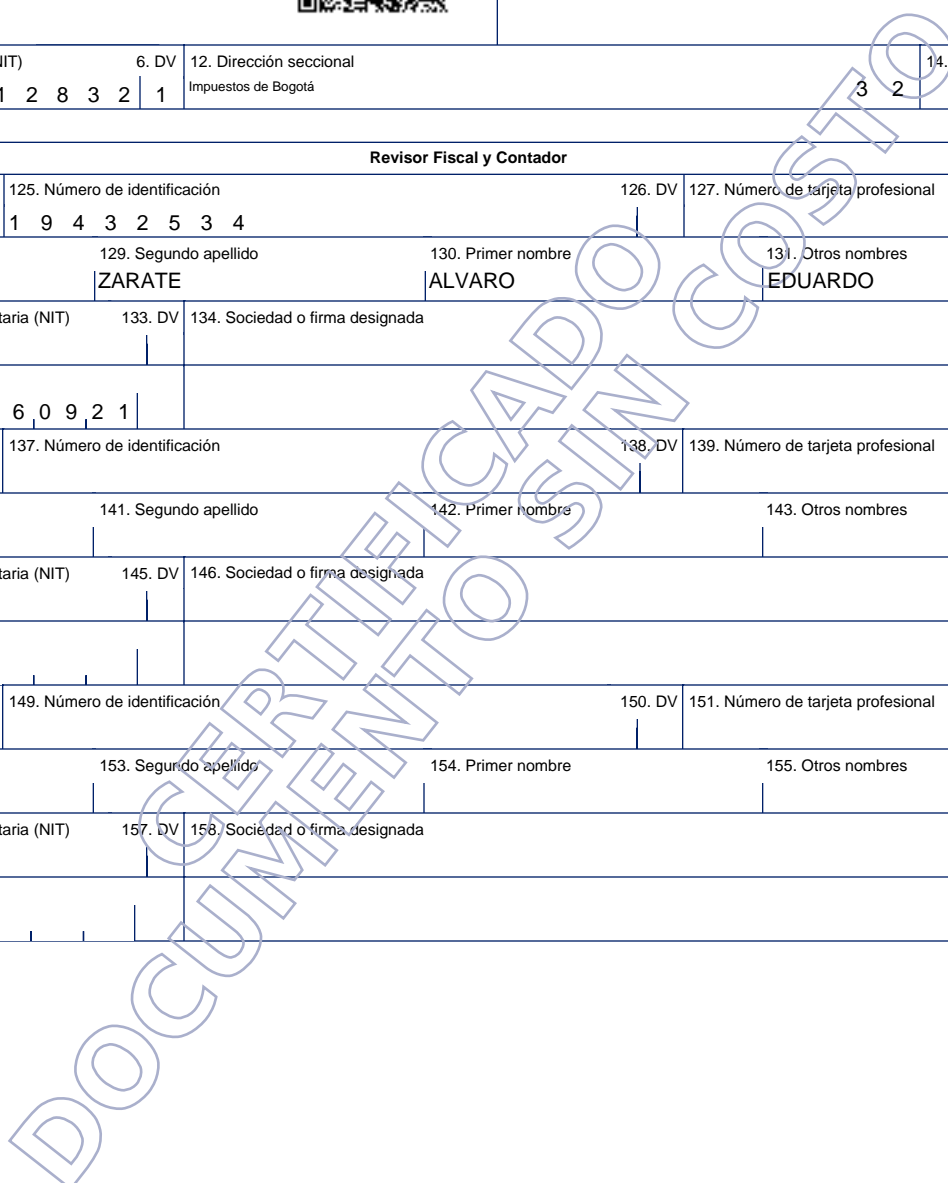 NIT) 6. DV 12. Dirección seccional 14.
1 2 8 3 2 1 Impuestos de Bogotá 3 2
Revisor Fiscal y Contador
125. Número de identificación 126. DV 127. Número de tarjeta profesional
1 9 4 3 2 5 3 4
129. Segundo apellido 130. Primer nombre 131. Otros nombres
ZARATE ALVARO EDUARDO
taria (NIT) 133. DV 134. Sociedad o firma designada
6 0 9 2 1
137. Número de identificación 138. DV 139. Número de tarjeta profesional
141. Segundo apellido 142. Primer nombre 143. Otros nombres
taria (NIT) 145. DV 146. Sociedad o firma designada
149. Número de identificación 150. DV 151. Número de tarjeta profesional
153. Segundo apellido 154. Primer nombre 155. Otros nombres
taria (NIT) 157. DV 158. Sociedad o firma designada
CERTIFICADO
DOCUMENTO SIN COSTO